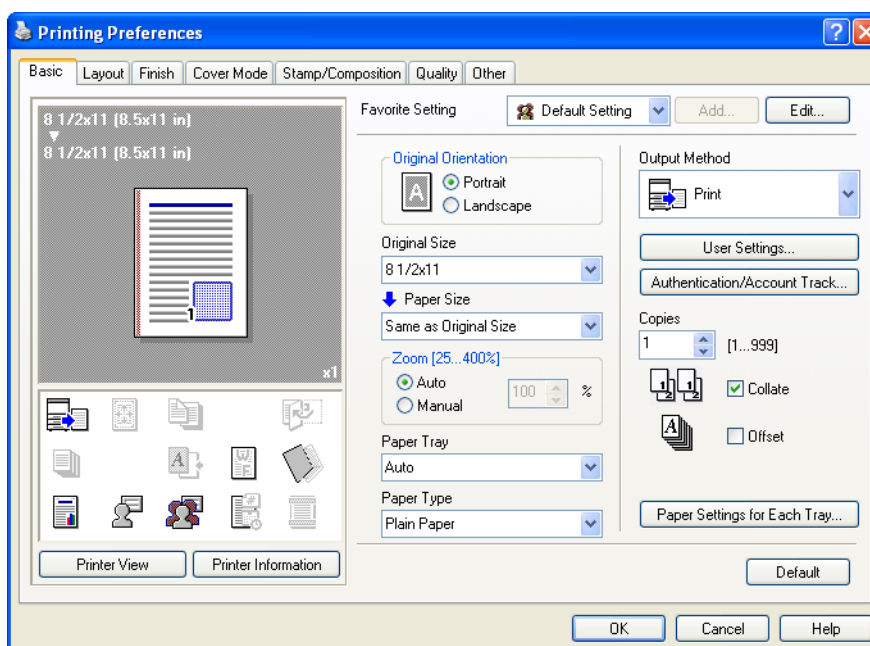 Printing Preferences
Basic
Layout
Finish
Cover Mode
Stamp/Composition
Quality
Other
8 1/2x11 (8.5x11 in)
8 1/2x11 (8.5x11 in)
1
x1
Printer View
Printer Information
Favorite Setting
Default Setting
Add...
Edit...
Original Orientation
A
Portrait
Landscape
Original Size
8 1/2x11
Paper Size
Same as Original Size
Zoom [25...400%]
Auto
Manual
100
%
Paper Tray
Auto
Paper Type
Plain Paper
Output Method
Print
User Settings...
Authentication/Account Track...
Copies
1
[1...999]
Collate
Offset
Paper Settings for Each Tray...
Default
OK
Cancel
Help